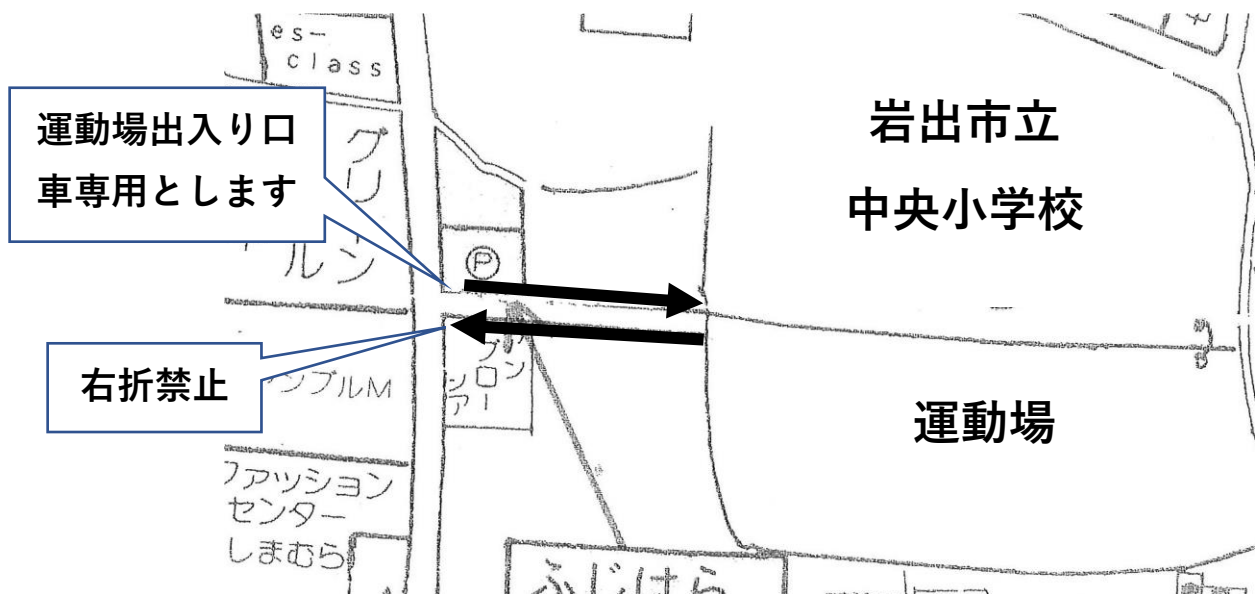 es-
class
運動場出入り口
車専用とします
グリーン
ル
岩出市立
中央小学校
Ⓟ
右折禁止
ンブルM
運動場
ファッション
センター
しまむら
ふじはら